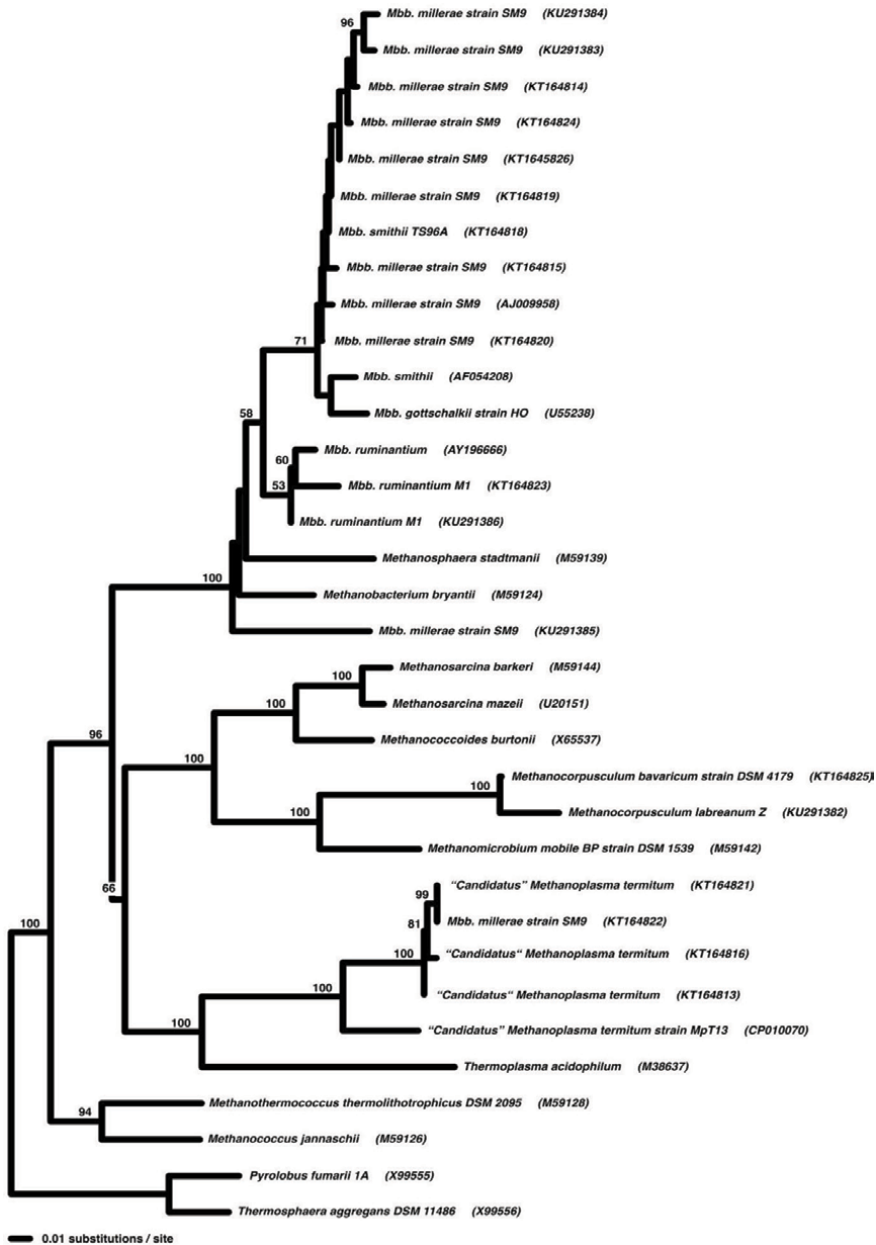 96
Mbb. millerae strain SM9 (KU291384)
Mbb. millerae strain SM9 (KU291383)
Mbb. millerae strain SM9 (KT164814)
Mbb. millerae strain SM9 (KT164824)
Mbb. millerae strain SM9 (KT1645826)
Mbb. millerae strain SM9 (KT164819)
Mbb. smithii TS96A (KT164818)
Mbb. millerae strain SM9 (KT164815)
Mbb. millerae strain SM9 (AJ009958)
71
Mbb. millerae strain SM9 (KT164820)
Mbb. smithii (AF054208)
58
Mbb. gottschalkii strain HO (U55238)
Mbb. ruminantium (AY196666)
60
53
Mbb. ruminantium M1 (KT164823)
Mbb. ruminantium M1 (KU291386)
Methanosphaera stadtmanii (M59139)
100
Methanobacterium bryantii (M59124)
Mbb. millerae strain SM9 (KU291385)
Methanosarcina barkeri (M59144)
100
Methanosarcina mazeii (U20151)
100
96
Methanococcoides burtonii (X65537)
100
Methanocorpusculum bavaricum strain DSM 4179 (KT164825)
100
Methanocorpusculum labreanum Z (KU291382)
100
Methanomicrobium mobile BP strain DSM 1539 (M59142)
66
"Candidatus" Methanoplasma termitum (KT164821)
99
Mbb. millerae strain SM9 (KT164822)
100
81
"Candidatus“ Methanoplasma termitum (KT164816)
100
"Candidatus“ Methanoplasma termitum (KT164813)
100
100
“Candidatus” Methanoplasma termitum strain MpT13 (CP010070)
Thermoplasma acidophilum (M38637)
Methanothermococcus thermolithotrophicus DSM 2095 (M59128)
94
Methanococcus jannaschii (M59126)
Pyrolobus fumarii 1A (X99555)
Thermosphaera aggregans DSM 11486 (X99556)
0.01 substitutions / site